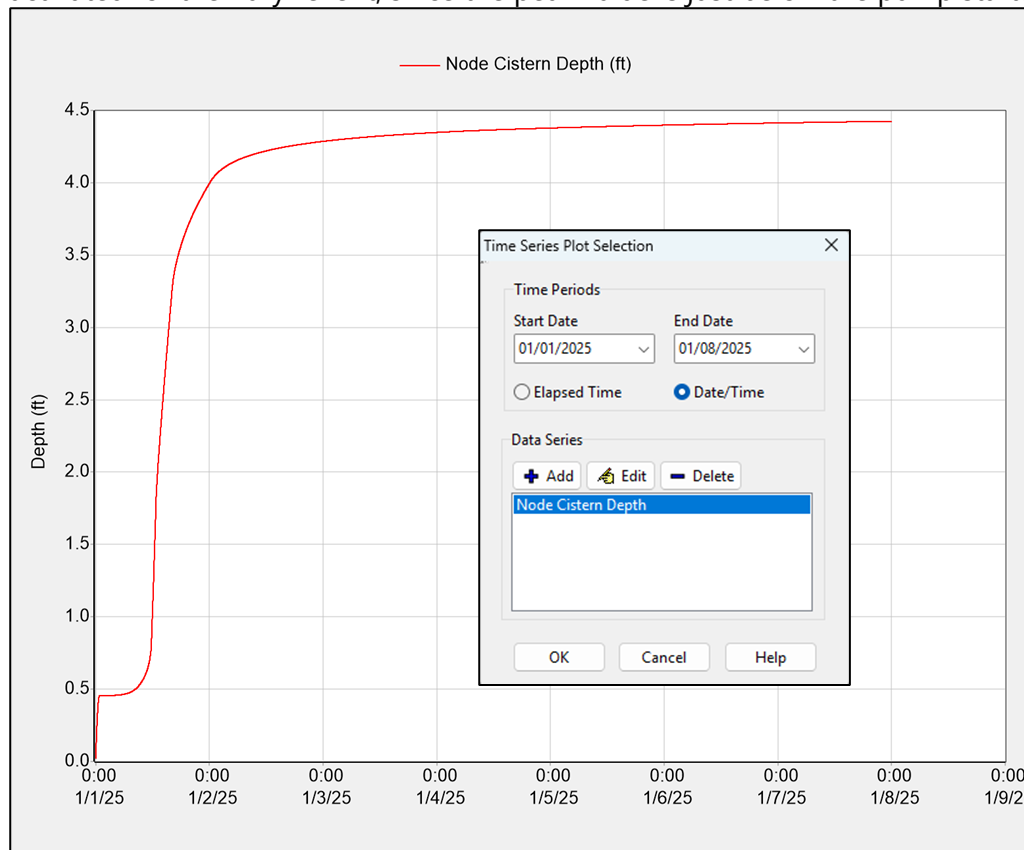 Node Cistern Depth (ft)
4.5
4.0
3.5
3.0
2.5
2.0
1.5
1.0
0.5
0.0
Depth (ft)
0:00 0:00 0:00 0:00 0:00 0:00 0:00 0:00 0:00
1/1/25 1/2/25 1/3/25 1/4/25 1/5/25 1/6/25 1/7/25 1/8/25 1/9/2
Time Series Plot Selection
Time Periods
Start Date End Date
01/01/2025 01/08/2025
Elapsed Time Date/Time
Data Series
Add Edit Delete
Node Cistern Depth
OK Cancel Help